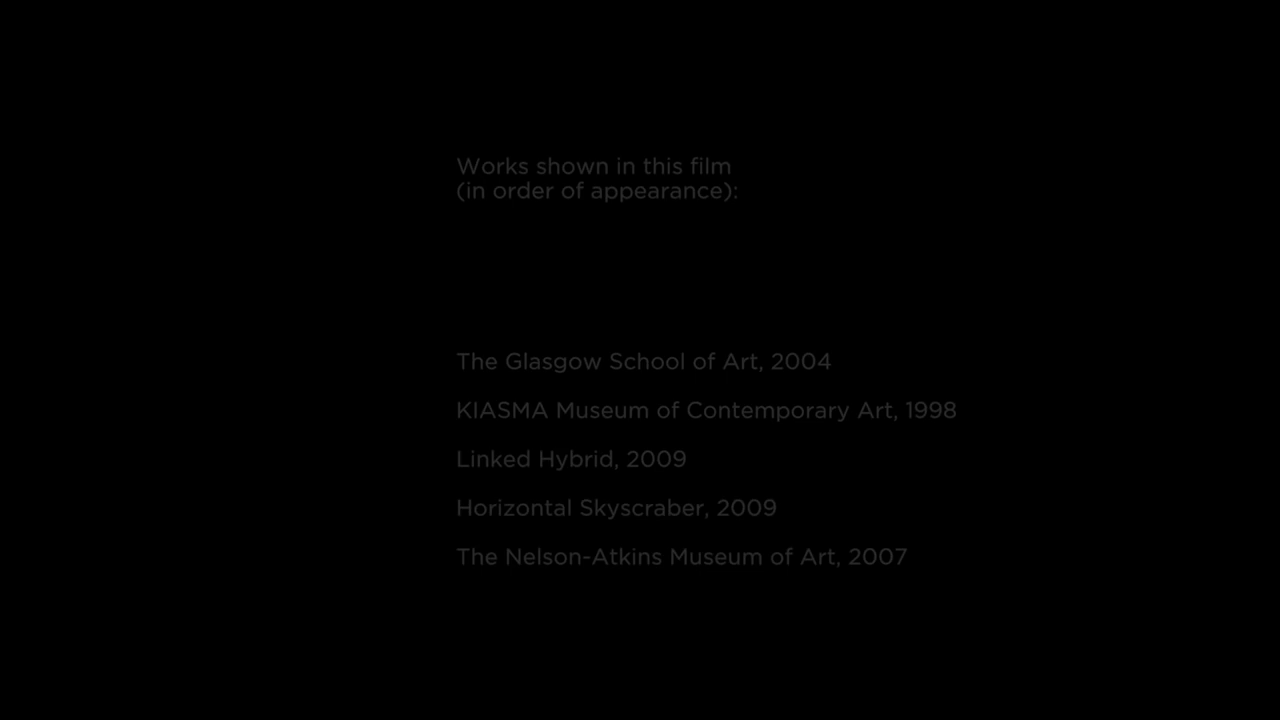 Works shown in this film
(in order of appearance):
The Glasgow School of Art, 2004
KIASMA Museum of Contemporary Art, 1998
Linked Hybrid, 2009
Horizontal Skyscraber, 2009
The Nelson-Atkins Museum of Art, 2007